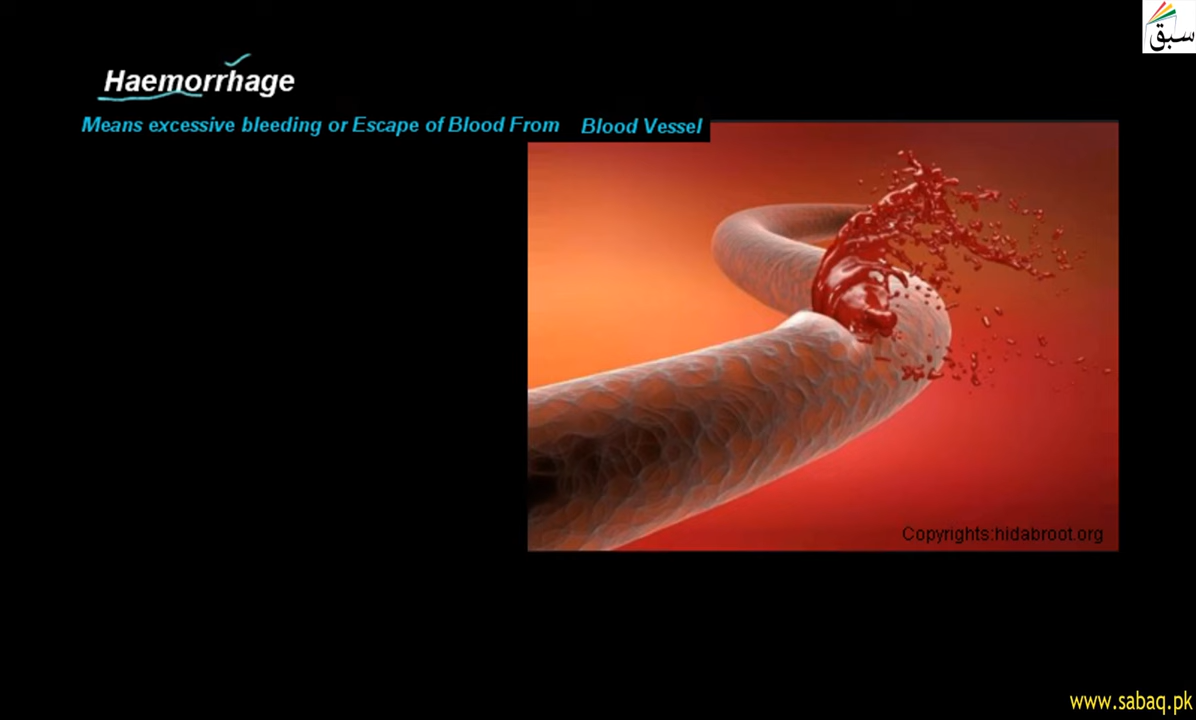 سبق
Haemorrhage
Means excessive bleeding or Escape of Blood From Blood Vessel
Copyrights:hidabroot.org
www.sabaq.pk